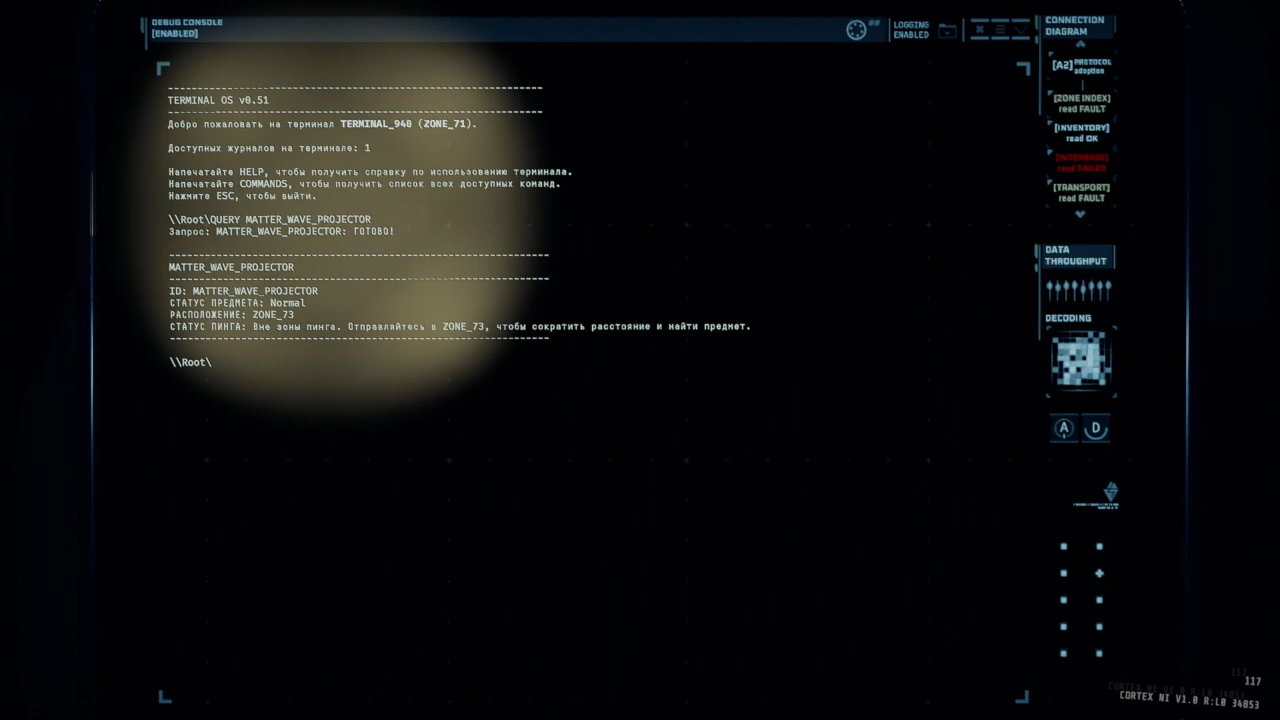 DEBUG CONSOLE
[ENABLED]
LOGGING
ENABLED
CONNECTION
DIAGRAM
[A2] PROTOCOL
adoption
[ZONE INDEX]
read FAULT
[INVENTORY]
read OK
read FAILED
[TRANSPORT]
read FAULT
DATA
THROUGHPUT
DECODING
A D
TERMINAL OS v0.51
Добро пожаловать на терминал TERMINAL_940 (ZONE_71).
Доступных журналов на терминале: 1
Напечатайте HELP, чтобы получить справку по использованию терминала.
Напечатайте COMMANDS, чтобы получить список всех доступных команд.
Нажмите ESC, чтобы выйти.
\\Root\QUERY MATTER_WAVE_PROJECTOR
Запрос: MATTER_WAVE_PROJECTOR: ГОТОВО!
MATTER_WAVE_PROJECTOR
ID: MATTER_WAVE_PROJECTOR
СТАТУС ПРЕДМЕТА: Normal
РАСПОЛОЖЕНИЕ: ZONE_73
СТАТУС ПИНГА: Вне зоны пинга. Отправляйтесь в ZONE_73, чтобы сократить расстояние и найти предмет.
\\Root\
117
CORTEX NI V1.0 R:L0 34853